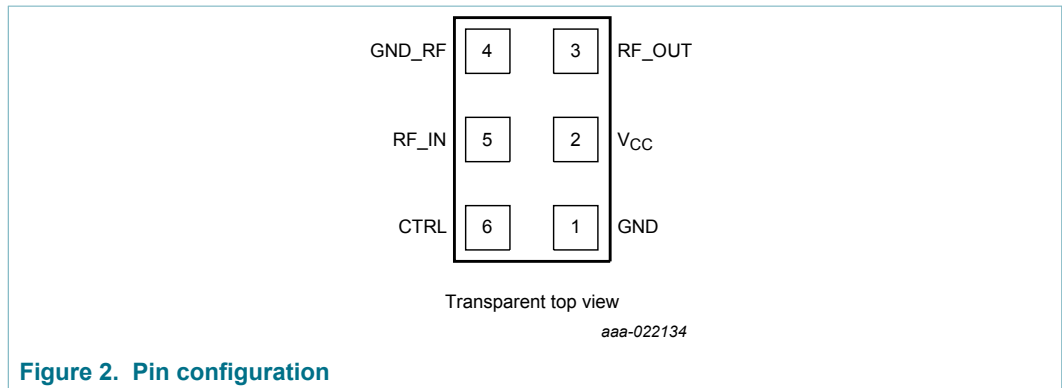 GND_RF 4 3 RF_OUT
RF_IN 5 2 VCC
CTRL 6 1 GND
Transparent top view
aaa-022134
Figure 2. Pin configuration